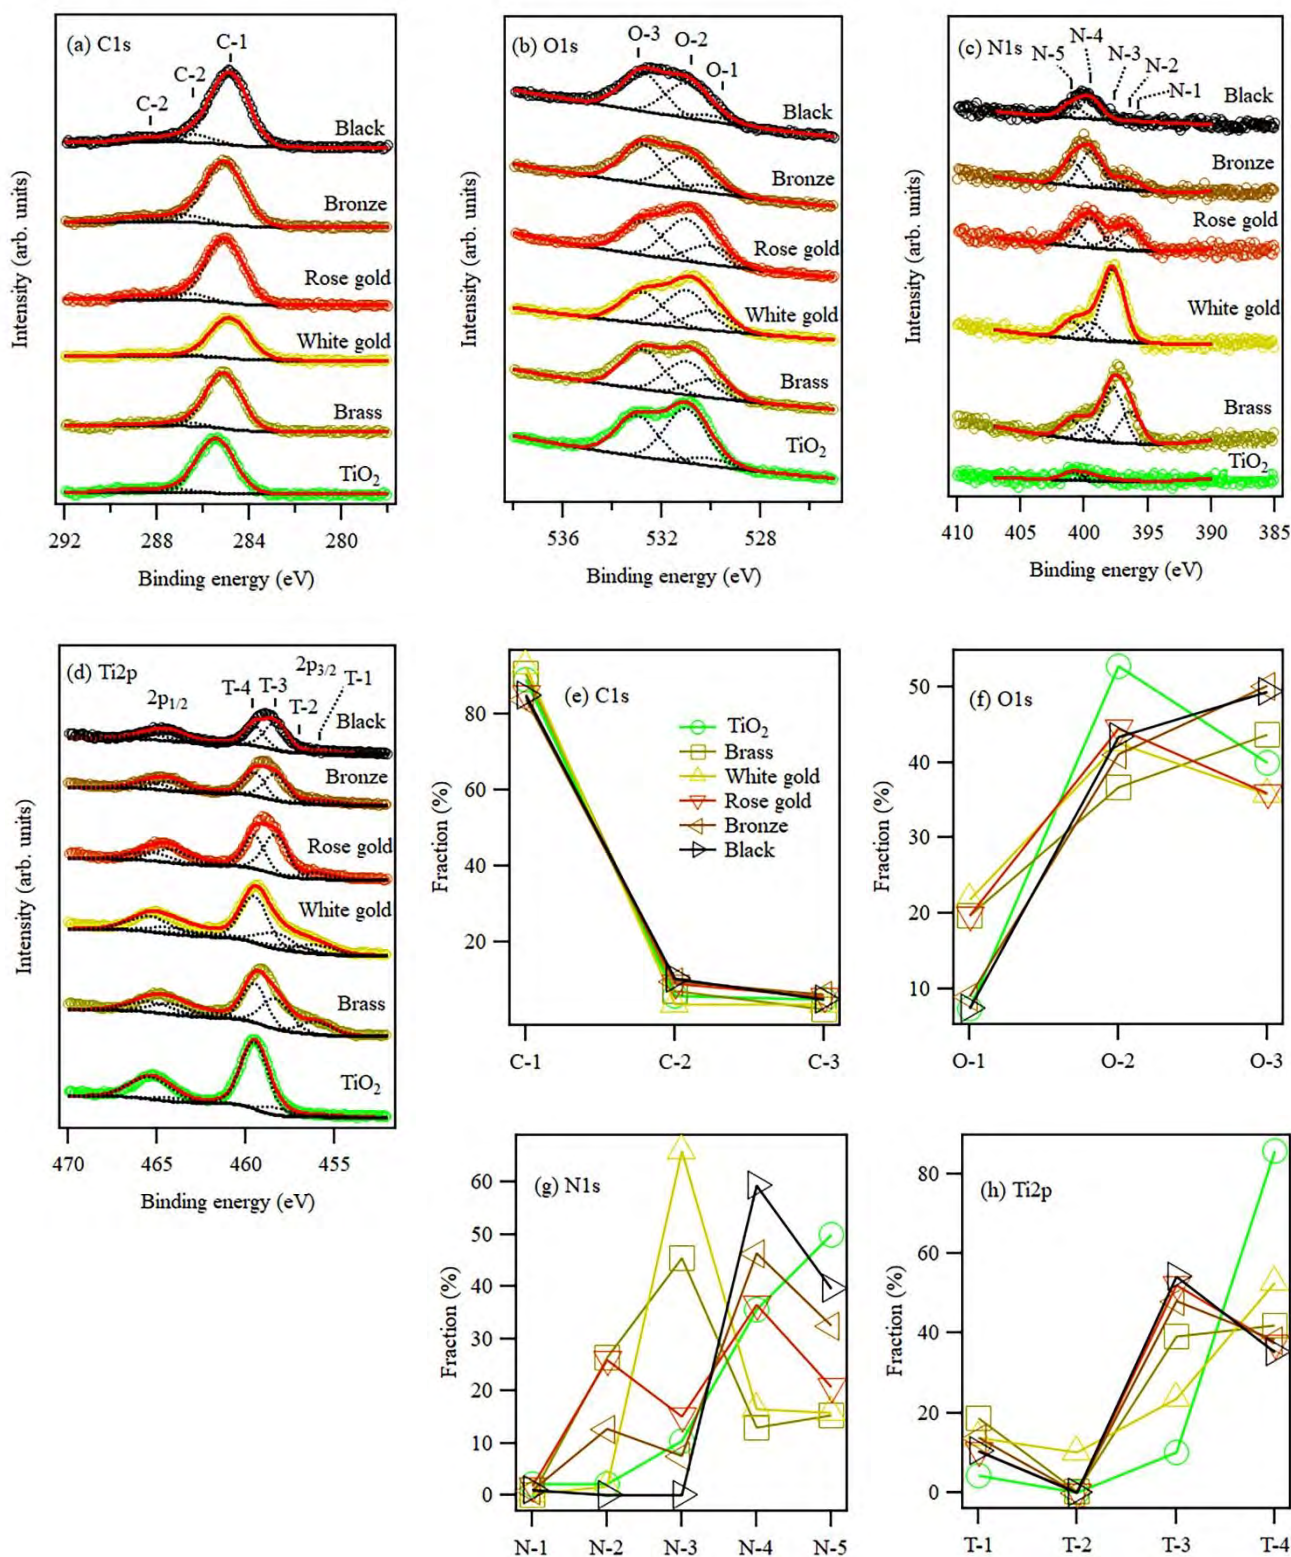 (a) C1s
C-1
C-2
C-2
Black
Bronze
Rose gold
White gold
Brass
TiO2
292 288 284 280
Binding energy (eV)
Intensity (arb. units)
(b) O1s
O-3
O-2
O-1
Black
Bronze
Rose gold
White gold
Brass
TiO2
536 532 528
Binding energy (eV)
Intensity (arb. units)
(c) N1s
N-5
N-4
N-3
N-2
N-1
Black
Bronze
Rose gold
White gold
Brass
TiO2
410 405 400 395 390 385
Binding energy (eV)
Intensity (arb. units)
(d) Ti2p
2p1/2
2p3/2
T-4
T-3
T-2
T-1
Black
Bronze
Rose gold
White gold
Brass
TiO2
470 465 460 455
Binding energy (eV)
Intensity (arb. units)
(e) C1s
TiO2
Brass
White gold
Rose gold
Bronze
Black
80
60
40
20
Fraction (%)
C-1 C-2 C-3
(f) O1s
50
40
30
20
10
Fraction (%)
O-1 O-2 O-3
(g) N1s
60
50
40
30
20
10
0
Fraction (%)
N-1 N-2 N-3 N-4 N-5
(h) Ti2p
80
60
40
20
0
Fraction (%)
T-1 T-2 T-3 T-4